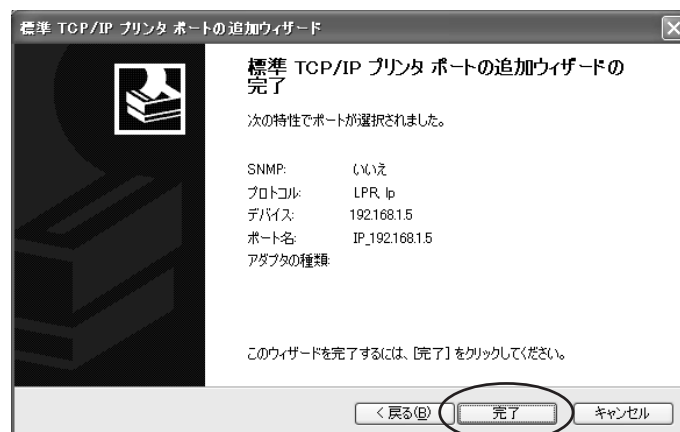 標準 TCP/IP プリンタ ポートの追加ウィザード
標準 TCP/IP プリンタ ポートの追加ウィザードの
完了
次の特性でポートが選択されました。
SNMP: いいえ
プロトコル: LPR, lp
デバイス: 192.168.1.5
ポート名: IP_192.168.1.5
アダプタの種類:
このウィザードを完了するには、[完了] をクリックしてください。
< 戻る(B) 完了 キャンセル